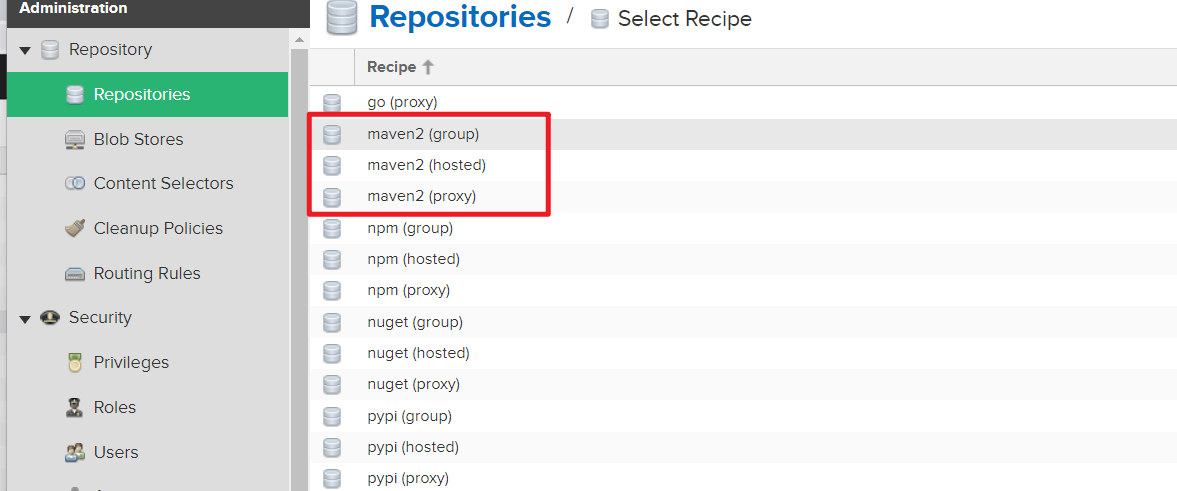 Administration
Repository
Repositories
Blob Stores
Content Selectors
Cleanup Policies
Routing Rules
Security
Privileges
Roles
Users
Repositories / Select Recipe
Recipe
go (proxy)
maven2 (group)
maven2 (hosted)
maven2 (proxy)
npm (group)
npm (hosted)
npm (proxy)
nuget (group)
nuget (hosted)
nuget (proxy)
pypi (group)
pypi (hosted)
pypi (proxy)